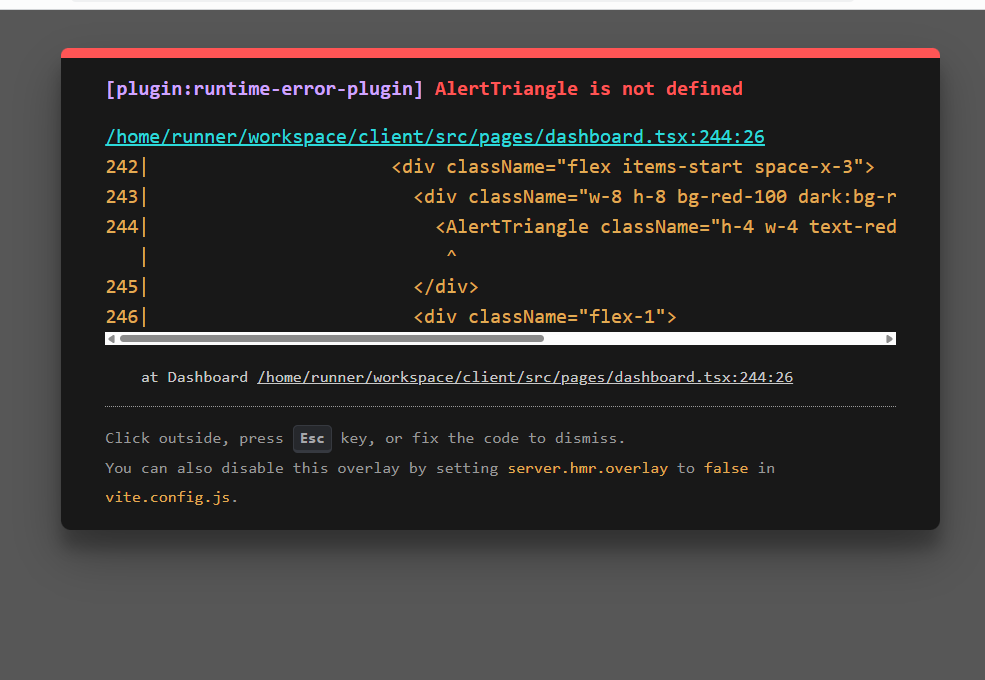 [plugin:runtime-error-plugin] AlertTriangle is not defined
/home/runner/workspace/client/src/pages/dashboard.tsx:244:26
242|                      <div className="flex items-start space-x-3">
243|                        <div className="w-8 h-8 bg-red-100 dark:bg-r
244|                          <AlertTriangle className="h-4 w-4 text-red
   |                           ^
245|                        </div>
246|                        <div className="flex-1">
at Dashboard /home/runner/workspace/client/src/pages/dashboard.tsx:244:26
Click outside, press Esc key, or fix the code to dismiss.
You can also disable this overlay by setting server.hmr.overlay to false in
vite.config.js.